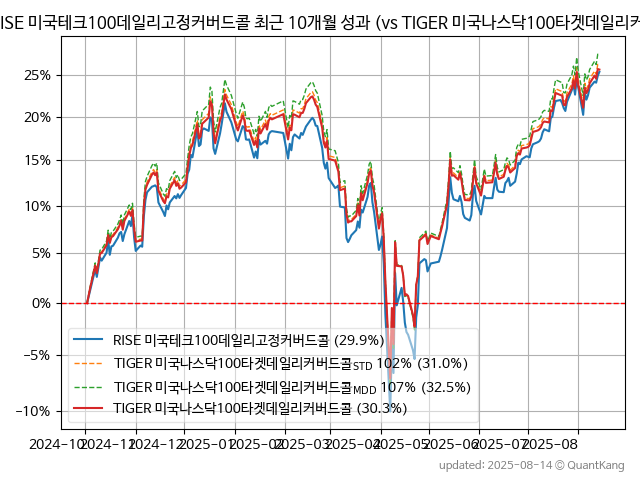 RISE 미국테크100데일리고정커버드콜 최근 10개월 성과 (vs TIGER 미국나스닥100타겟데일리커
25%
20%
15%
10%
5%
0%
−5%
−10%
RISE 미국테크100데일리고정커버드콜 (29.9%)
TIGER 미국나스닥100타겟데일리커버드콜STD 102% (31.0%)
TIGER 미국나스닥100타겟데일리커버드콜MDD 107% (32.5%)
TIGER 미국나스닥100타겟데일리커버드콜 (30.3%)
2024-10 2024-11 2024-12 2025-01 2025-02 2025-03 2025-04 2025-05 2025-06 2025-07 2025-08
updated: 2025-08-14 © QuantKang